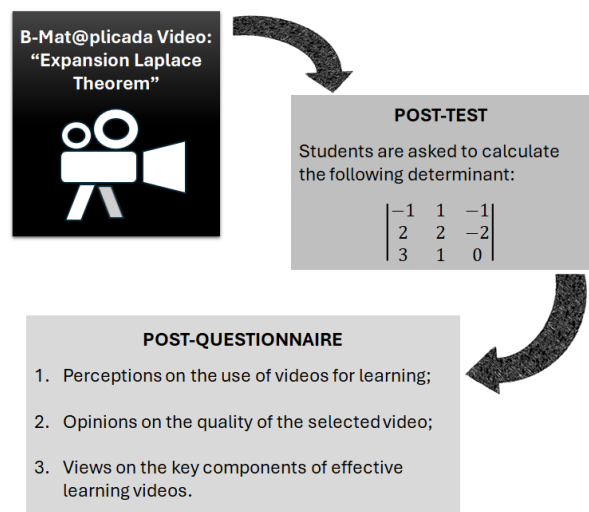 B-Mat@plicada Video:
“Expansion Laplace
Theorem”
POST-TEST
Students are asked to calculate
the following determinant:
|−1 1 −1|
|2 2 −2|
|3 1 0|
POST-QUESTIONNAIRE
1. Perceptions on the use of videos for learning;
2. Opinions on the quality of the selected video;
3. Views on the key components of effective
learning videos.